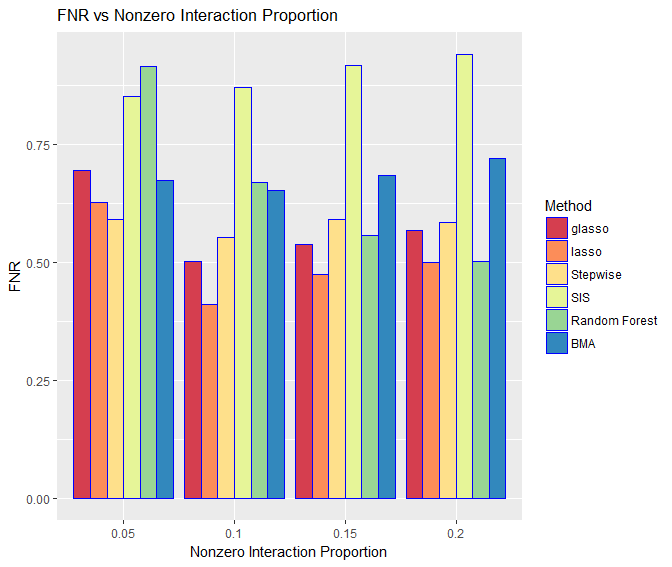 FNR vs Nonzero Interaction Proportion
FNR
0.75
0.50
0.25
0.00
0.05
0.1
0.15
0.2
Nonzero Interaction Proportion
Method
glasso
lasso
Stepwise
SIS
Random Forest
BMA